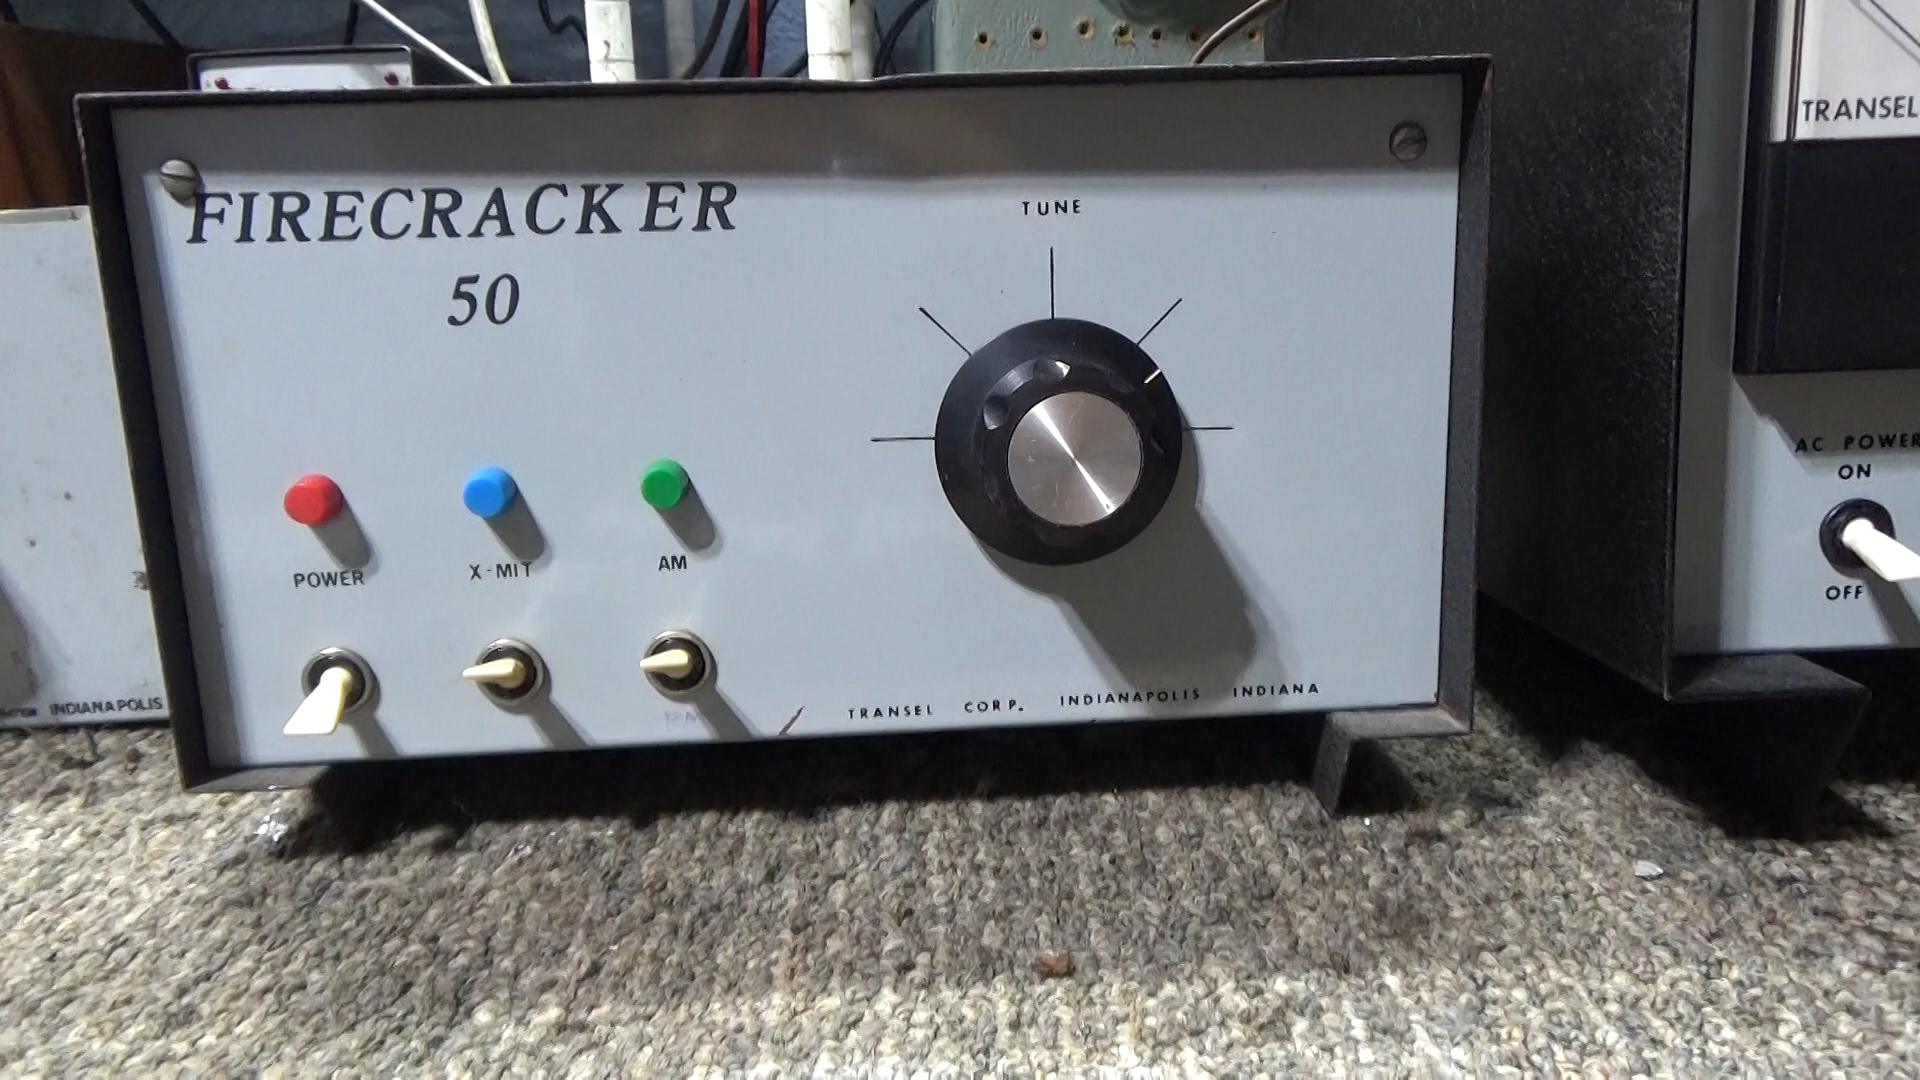 FIRECRACKER
50
TUNE
POWER
X-MIT
AM
TRANSEL CORP. INDIANAPOLIS INDIANA
INDIANAPOLIS
TRANSEL
AC POWER
ON
OFF